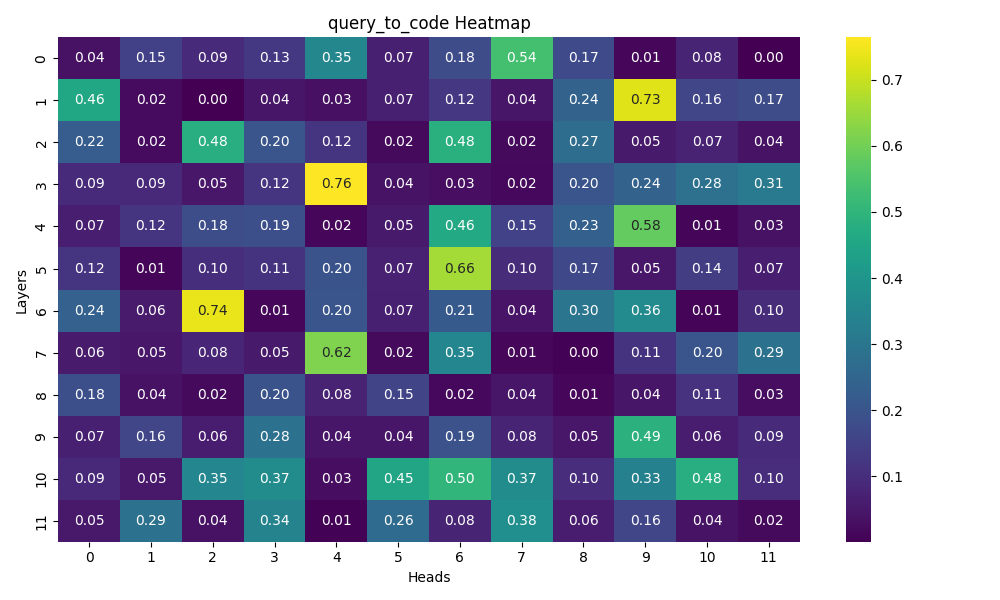 query_to_code Heatmap
0 0.04 0.15 0.09 0.13 0.35 0.07 0.18 0.54 0.17 0.01 0.08 0.00
1 0.46 0.02 0.00 0.04 0.03 0.07 0.12 0.04 0.24 0.73 0.16 0.17
2 0.22 0.02 0.48 0.20 0.12 0.02 0.48 0.02 0.27 0.05 0.07 0.04
3 0.09 0.09 0.05 0.12 0.76 0.04 0.03 0.02 0.20 0.24 0.28 0.31
4 0.07 0.12 0.18 0.19 0.02 0.05 0.46 0.15 0.23 0.58 0.01 0.03
5 0.12 0.01 0.10 0.11 0.20 0.07 0.66 0.10 0.17 0.05 0.14 0.07
6 0.24 0.06 0.74 0.01 0.20 0.07 0.21 0.04 0.30 0.36 0.01 0.10
7 0.06 0.05 0.08 0.05 0.62 0.02 0.35 0.01 0.00 0.11 0.20 0.29
8 0.18 0.04 0.02 0.20 0.08 0.15 0.02 0.04 0.01 0.04 0.11 0.03
9 0.07 0.16 0.06 0.28 0.04 0.04 0.19 0.08 0.05 0.49 0.06 0.09
10 0.09 0.05 0.35 0.37 0.03 0.45 0.50 0.37 0.10 0.33 0.48 0.10
11 0.05 0.29 0.04 0.34 0.01 0.26 0.08 0.38 0.06 0.16 0.04 0.02
0 1 2 3 4 5 6 7 8 9 10 11
Heads
Layers
0.7
0.6
0.5
0.4
0.3
0.2
0.1